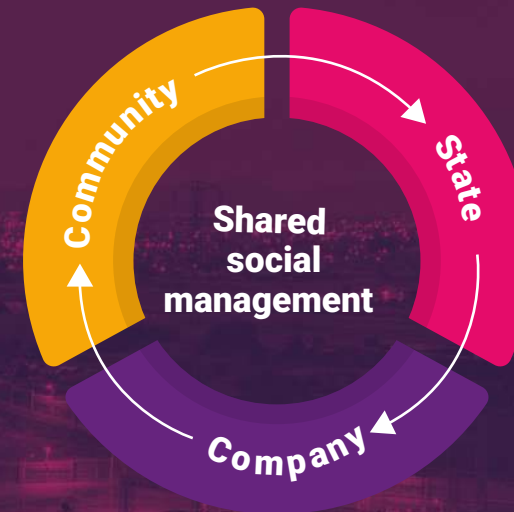 Community
State
Shared
social
management
Company